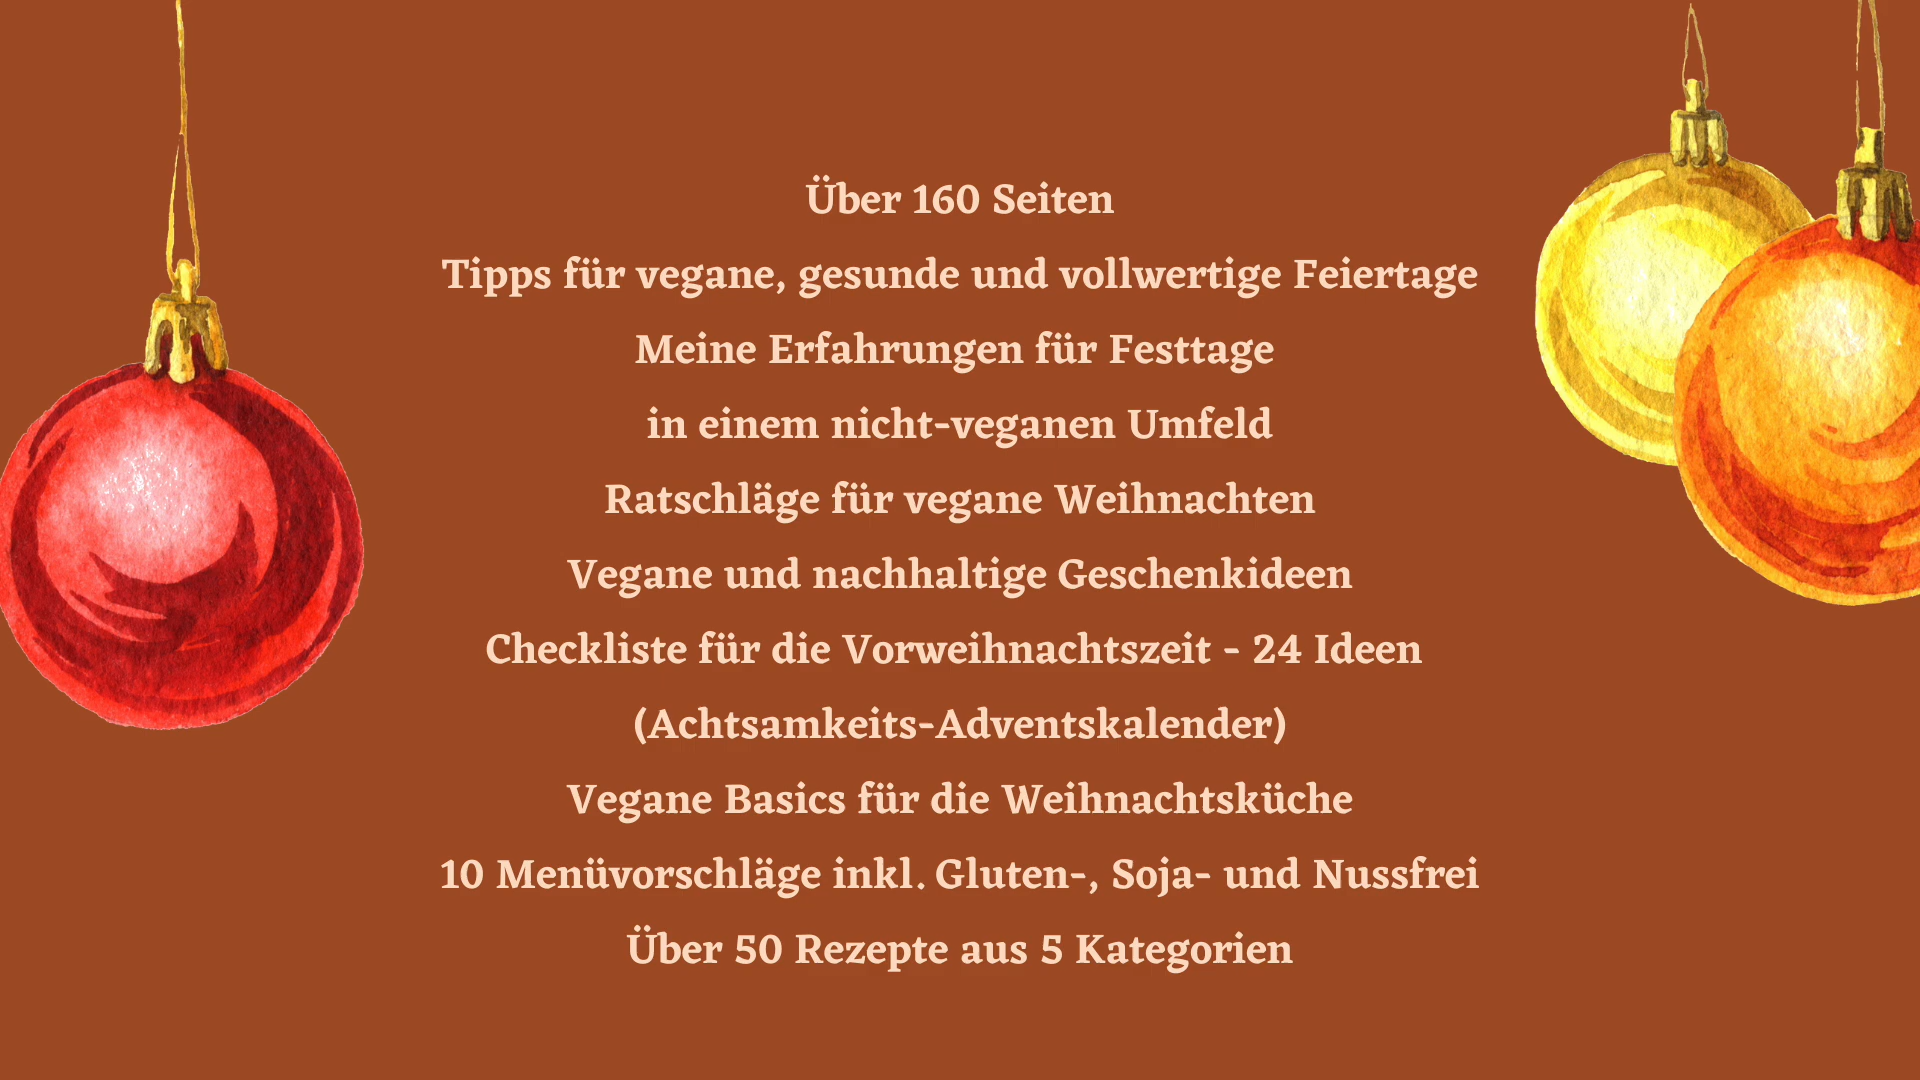 Über 160 Seiten
Tipps für vegane, gesunde und vollwertige Feiertage
Meine Erfahrungen für Festtage
in einem nicht-veganen Umfeld
Ratschläge für vegane Weihnachten
Vegane und nachhaltige Geschenkideen
Checkliste für die Vorweihnachtszeit - 24 Ideen
(Achtsamkeits-Adventskalender)
Vegane Basics für die Weihnachtsküche
10 Menüvorschläge inkl. Gluten-, Soja- und Nussfrei
Über 50 Rezepte aus 5 Kategorien